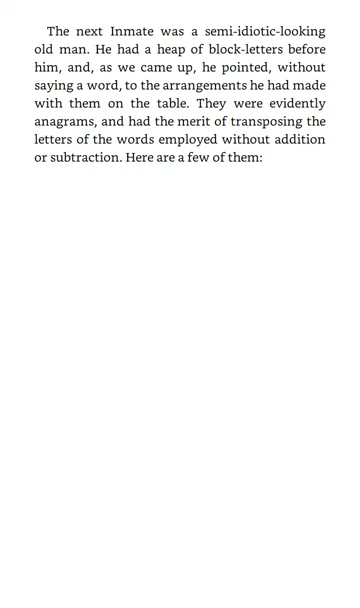 The next Inmate was a semi-idiotic-looking
old man. He had a heap of block-letters before
him, and, as we came up, he pointed, without
saying a word, to the arrangements he had made
with them on the table. They were evidently
anagrams, and had the merit of transposing the
letters of the words employed without addition
or subtraction. Here are a few of them: